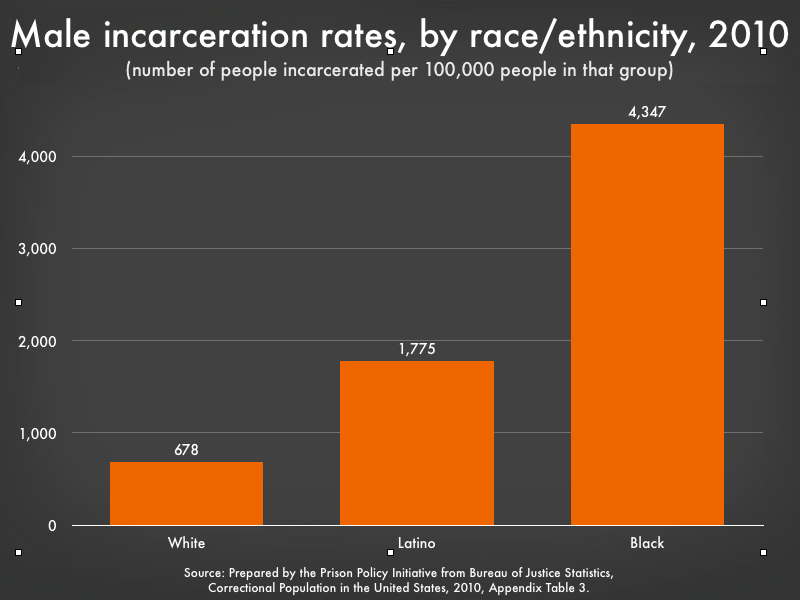 Male incarceration rates, by race/ethnicity, 2010
(number of people incarcerated per 100,000 people in that group)
4,347
4,000
3,000
2,000
1,775
1,000
678
0
White Latino Black
Source: Prepared by the Prison Policy Initiative from Bureau of Justice Statistics,
Correctional Population in the United States, 2010, Appendix Table 3.